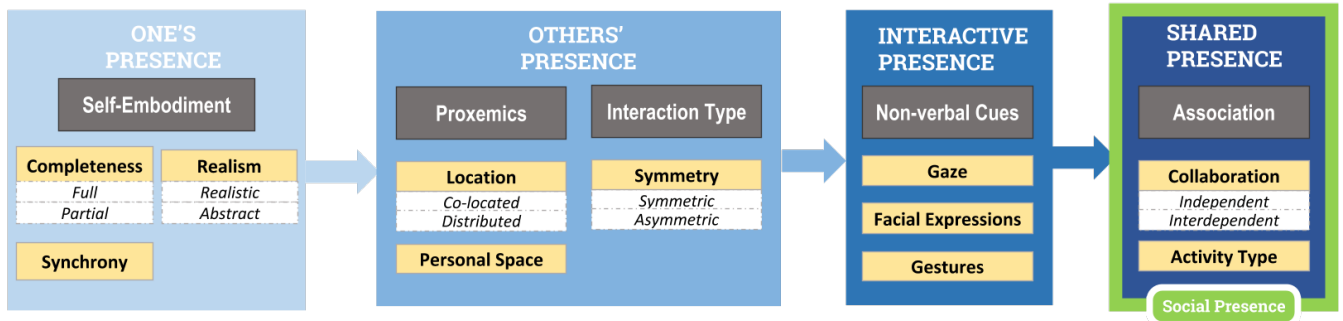 ONE'S
PRESENCE
Self-Embodiment
Completeness
Full
Partial
Realism
Realistic
Abstract
Synchrony
OTHERS'
PRESENCE
Proxemics
Location
Co-located
Distributed
Personal Space
Interaction Type
Symmetry
Symmetric
Asymmetric
INTERACTIVE
PRESENCE
Non-verbal Cues
Gaze
Facial Expressions
Gestures
SHARED
PRESENCE
Association
Collaboration
Independent
Interdependent
Activity Type
Social Presence